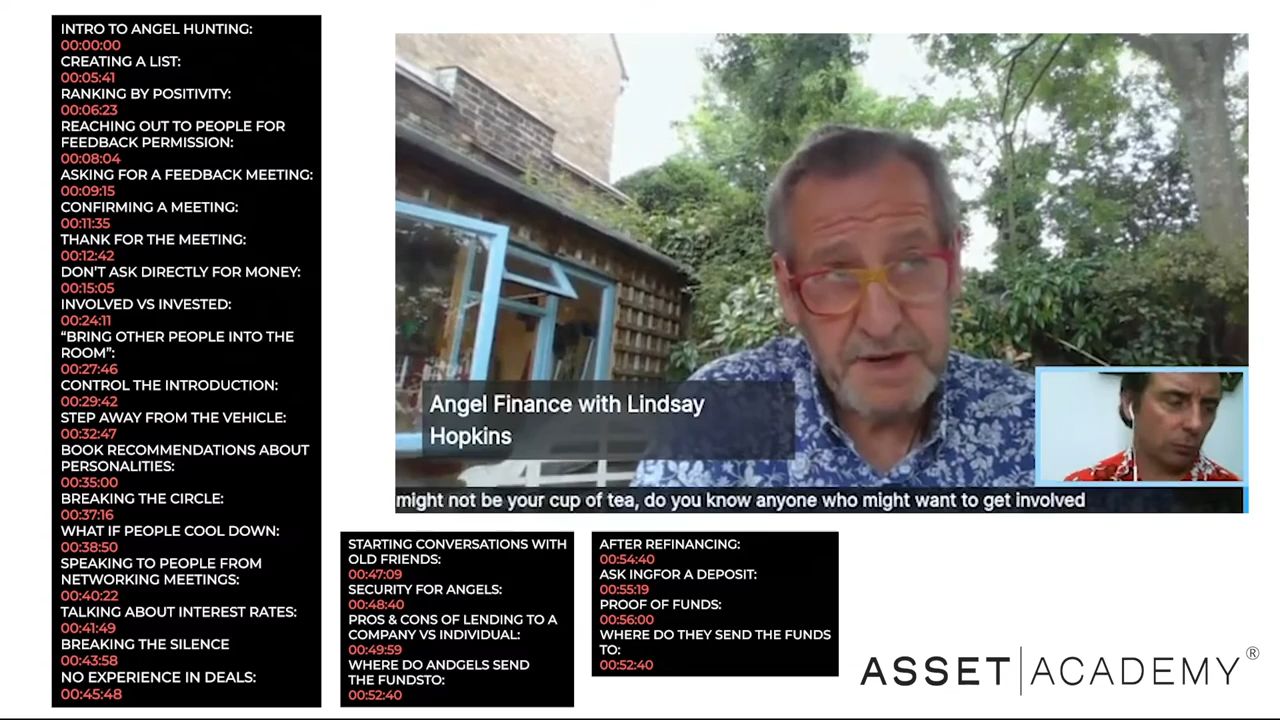 INTRO TO ANGEL HUNTING:
00:00:00
CREATING A LIST:
00:05:41
RANKING BY POSITIVITY:
00:06:23
REACHING OUT TO PEOPLE FOR
FEEDBACK PERMISSION:
00:08:04
ASKING FOR A FEEDBACK MEETING:
00:09:15
CONFIRMING A MEETING:
00:11:35
THANK FOR THE MEETING:
00:12:42
DON'T ASK DIRECTLY FOR MONEY:
00:15:05
INVOLVED VS INVESTED:
00:24:11
“BRING OTHER PEOPLE INTO THE
ROOM”:
00:27:46
CONTROL THE INTRODUCTION:
00:29:42
STEP AWAY FROM THE VEHICLE:
00:32:47
BOOK RECOMMENDATIONS ABOUT
PERSONALITIES:
00:35:00
BREAKING THE CIRCLE:
00:37:16
WHAT IF PEOPLE COOL DOWN:
00:38:50
SPEAKING TO PEOPLE FROM
NETWORKING MEETINGS:
00:40:22
TALKING ABOUT INTEREST RATES:
00:41:49
BREAKING THE SILENCE
00:43:58
NO EXPERIENCE IN DEALS:
00:45:48
Angel Finance with Lindsay
Hopkins
might not be your cup of tea, do you know anyone who might want to get involved
STARTING CONVERSATIONS WITH
OLD FRIENDS:
00:47:09
SECURITY FOR ANGELS:
00:48:40
PROS & CONS OF LENDING TO A
COMPANY VS INDIVIDUAL:
00:49:59
WHERE DO ANDGELS SEND
THE FUNDSTO:
00:52:40
AFTER REFINANCING:
00:54:40
ASK INGFOR A DEPOSIT:
00:55:19
PROOF OF FUNDS:
00:56:00
WHERE DO THEY SEND THE FUNDS
TO:
00:52:40
ASSET|ACADEMY®